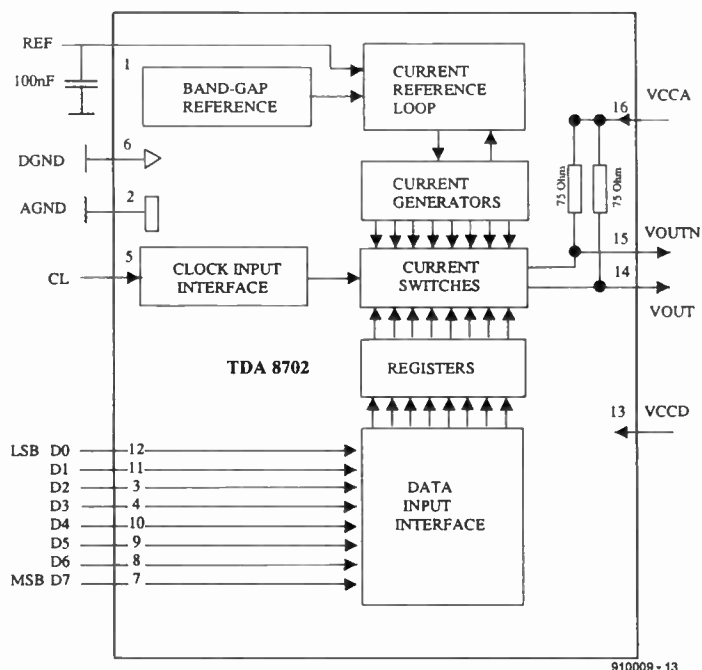 REF
1
100nF
BAND-GAP
REFERENCE
CURRENT
REFERENCE
LOOP
16
VCCA
6
DGND
2
AGND
CURRENT
GENERATORS
75 Ohm
75 Ohm
15
VOUTN
5
CL
CLOCK INPUT
INTERFACE
CURRENT
SWITCHES
14
VOUT
TDA 8702
REGISTERS
13
VCCD
LSB D0 12
D1 11
D2 3
D3 4
D4 10
D5 9
D6 8
MSB D7 7
DATA
INPUT
INTERFACE
910009 - 13